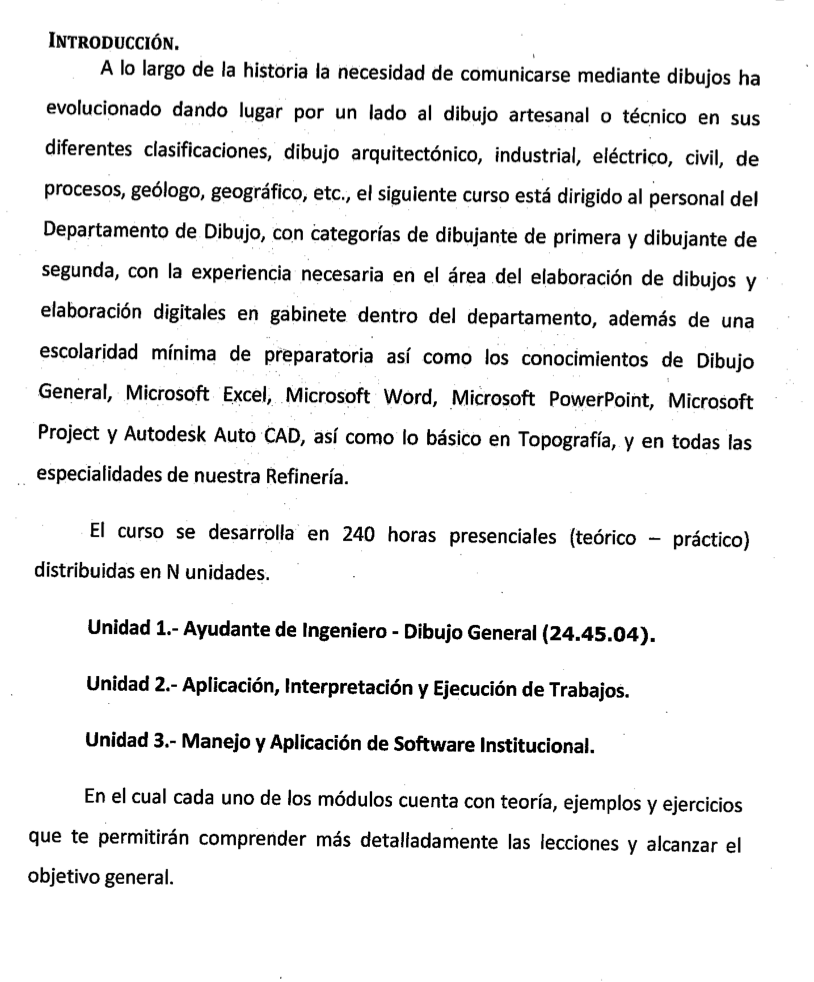 INTRODUCCIÓN.
A lo largo de la historia la necesidad de comunicarse mediante dibujos ha
evolucionado dando lugar por un lado al dibujo artesanal o técnico en sus
diferentes clasificaciones, dibujo arquitectónico, industrial, eléctrico, civil, de
procesos, geólogo, geográfico, etc., el siguiente curso está dirigido al personal del
Departamento de Dibujo, con categorías de dibujante de primera y dibujante de
segunda, con la experiencia necesaria en el área del elaboración de dibujos y
elaboración digitales en gabinete dentro del departamento, además de una
escolaridad mínima de preparatoria así como los conocimientos de Dibujo
General, Microsoft Excel, Microsoft Word, Microsoft PowerPoint, Microsoft
Project y Autodesk Auto CAD, así como lo básico en Topografía, y en todas las
especialidades de nuestra Refinería.
El curso se desarrolla en 240 horas presenciales (teórico – práctico)
distribuidas en N unidades.
Unidad 1.- Ayudante de Ingeniero - Dibujo General (24.45.04).
Unidad 2.- Aplicación, Interpretación y Ejecución de Trabajos.
Unidad 3.- Manejo y Aplicación de Software Institucional.
En el cual cada uno de los módulos cuenta con teoría, ejemplos y ejercicios
que te permitirán comprender más detalladamente las lecciones y alcanzar el
objetivo general.